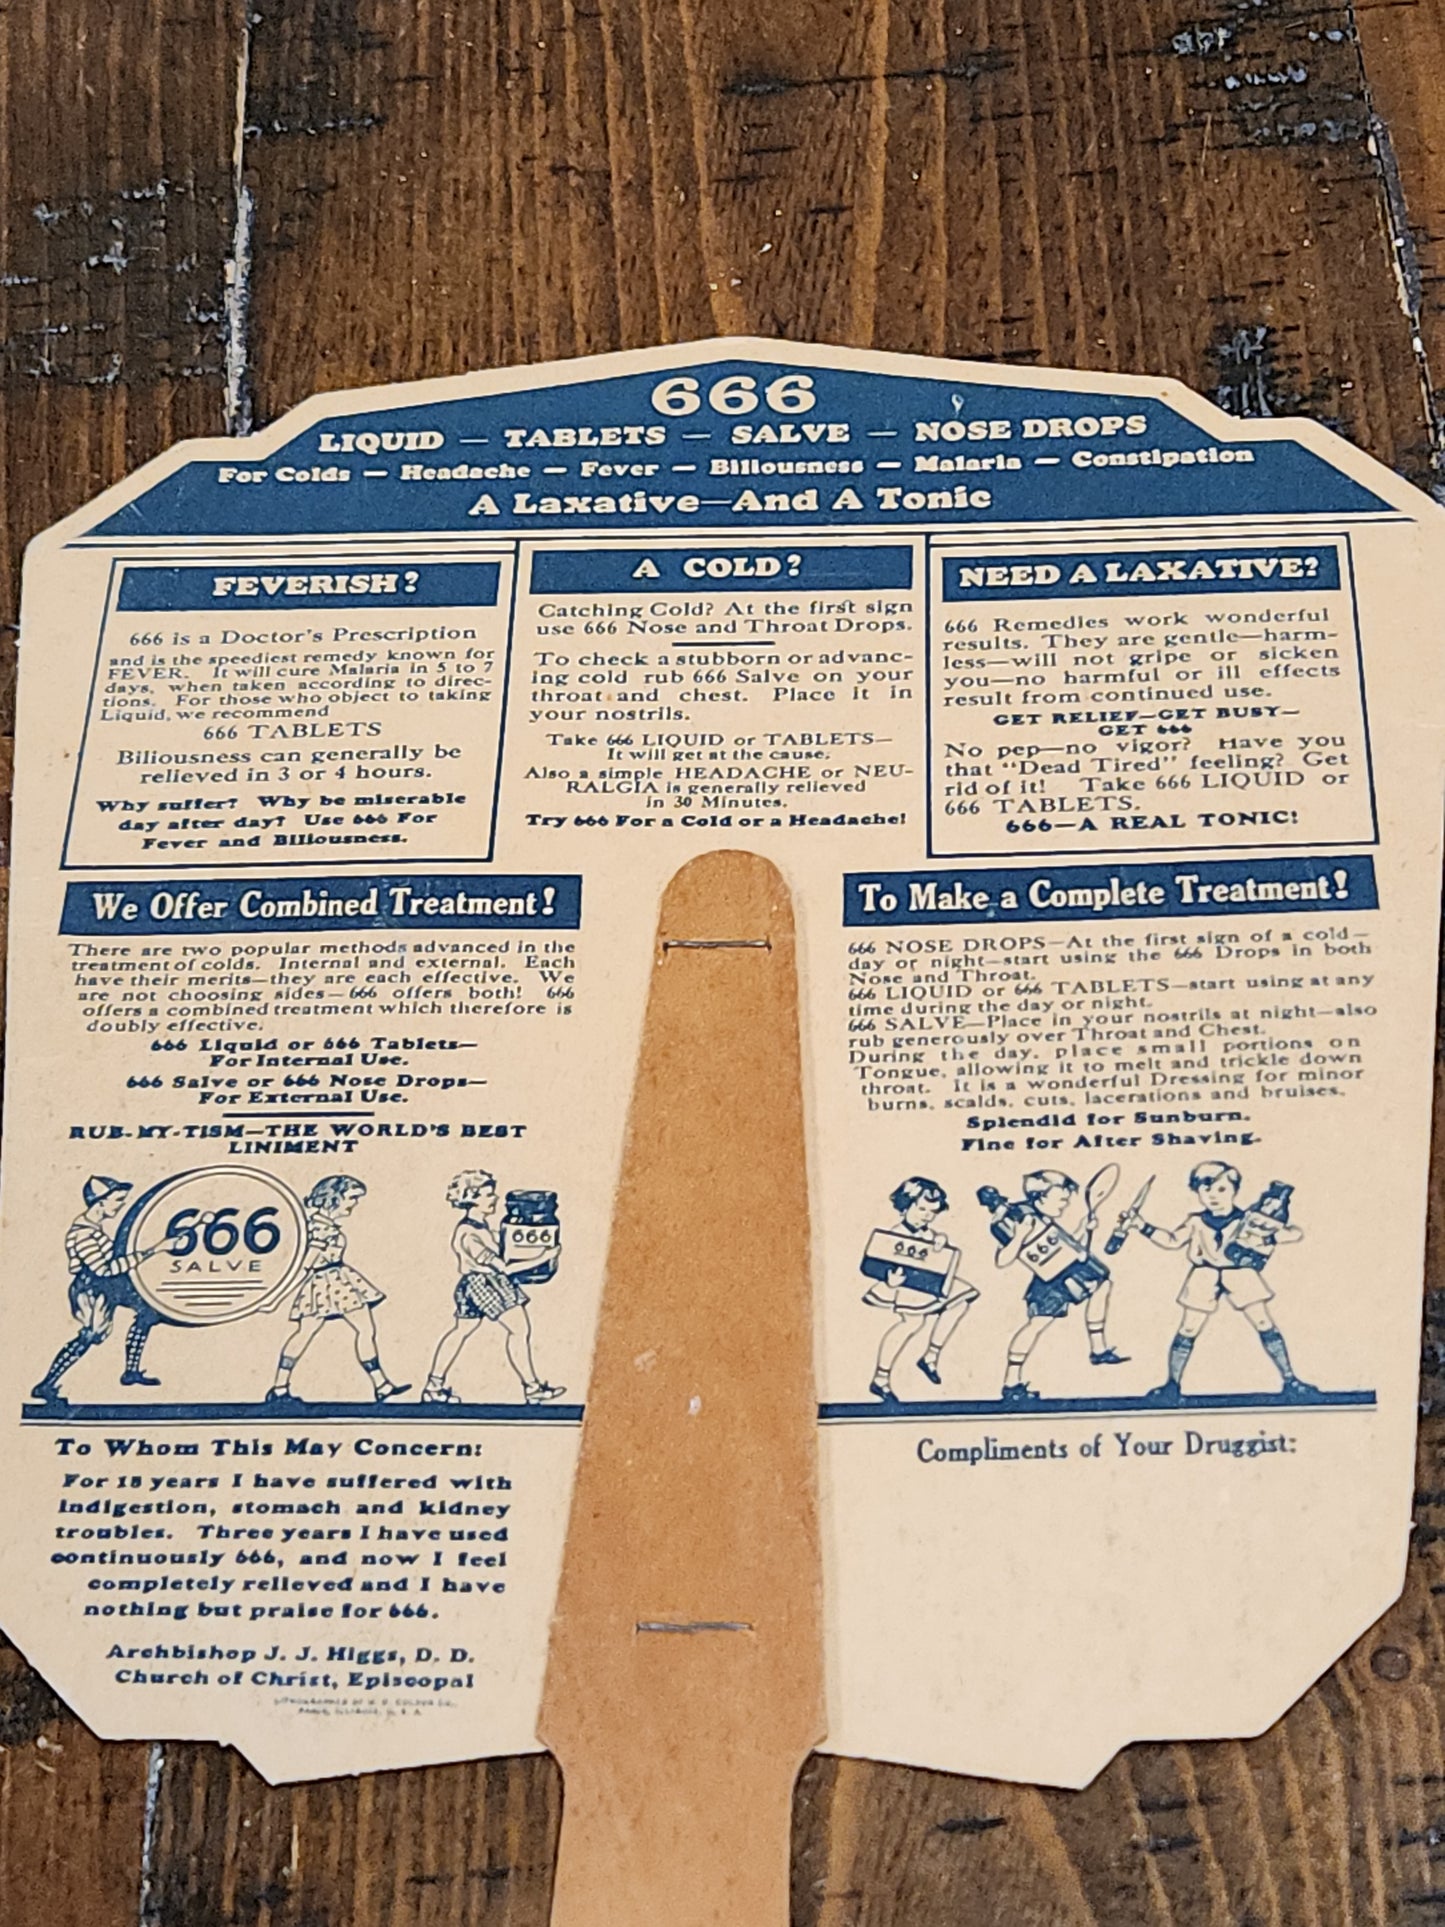 666
LIQUID — TABLETS — SALVE — NOSE DROPS
For Colds — Headache — Fever — Biliousness — Malaria — Constipation
A Laxative—And A Tonic
FEVERISH?
666 is a Doctor's Prescription
and is the speediest remedy known for
FEVER. It will cure Malaria in 5 to 7
days, when taken according to direc-
tions. For those who object to taking
Liquid, we recommend
666 TABLETS
Biliousness can generally be
relieved in 3 or 4 hours.
Why suffer? Why be miserable
day after day? Use 666 For
Fever and Biliousness.
A COLD?
Catching Cold? At the first sign
use 666 Nose and Throat Drops.
To check a stubborn or advanc-
ing cold rub 666 Salve on your
throat and chest. Place it in
your nostrils.
Take 666 LIQUID or TABLETS—
It will get at the cause.
Also a simple HEADACHE or NEU-
RALGIA is generally relieved
in 30 Minutes.
Try 666 For a Cold or a Headache!
NEED A LAXATIVE?
666 Remedies work wonderful
results. They are gentle—harm-
less—will not gripe or sicken
you—no harmful or ill effects
result from continued use.
GET RELIEF—GET BUSY—
GET 666
No pep—no vigor? Have you
that "Dead Tired" feeling? Get
rid of it! Take 666 LIQUID or
666 TABLETS.
666—A REAL TONIC!
We Offer Combined Treatment!
There are two popular methods advanced in the
treatment of colds. Internal and external. Each
have their merits—they are each effective. We
are not choosing sides—666 offers both! 666
offers a combined treatment which therefore is
doubly effective.
666 Liquid or 666 Tablets—
For Internal Use.
666 Salve or 666 Nose Drops—
For External Use.
RUB-MY-TISM—THE WORLD'S BEST
LINIMENT
666
SALVE
666
To Make a Complete Treatment!
666 NOSE DROPS—At the first sign of a cold—
day or night—start using the 666 Drops in both
Nose and Throat.
666 LIQUID or 666 TABLETS—start using at any
time during the day or night.
666 SALVE—Place in your nostrils at night—also
rub generously over Throat and Chest.
During the day, place small portions on
Tongue, allowing it to melt and trickle down
throat. It is a wonderful Dressing for minor
burns, scalds, cuts, lacerations and bruises.
Splendid for Sunburn.
Fine for After Shaving.
666
666
To Whom This May Concern:
For 18 years I have suffered with
indigestion, stomach and kidney
troubles. Three years I have used
continuously 666, and now I feel
completely relieved and I have
nothing but praise for 666.
Archbishop J. J. Higgs, D. D.
Church of Christ, Episcopal
Compliments of Your Druggist: